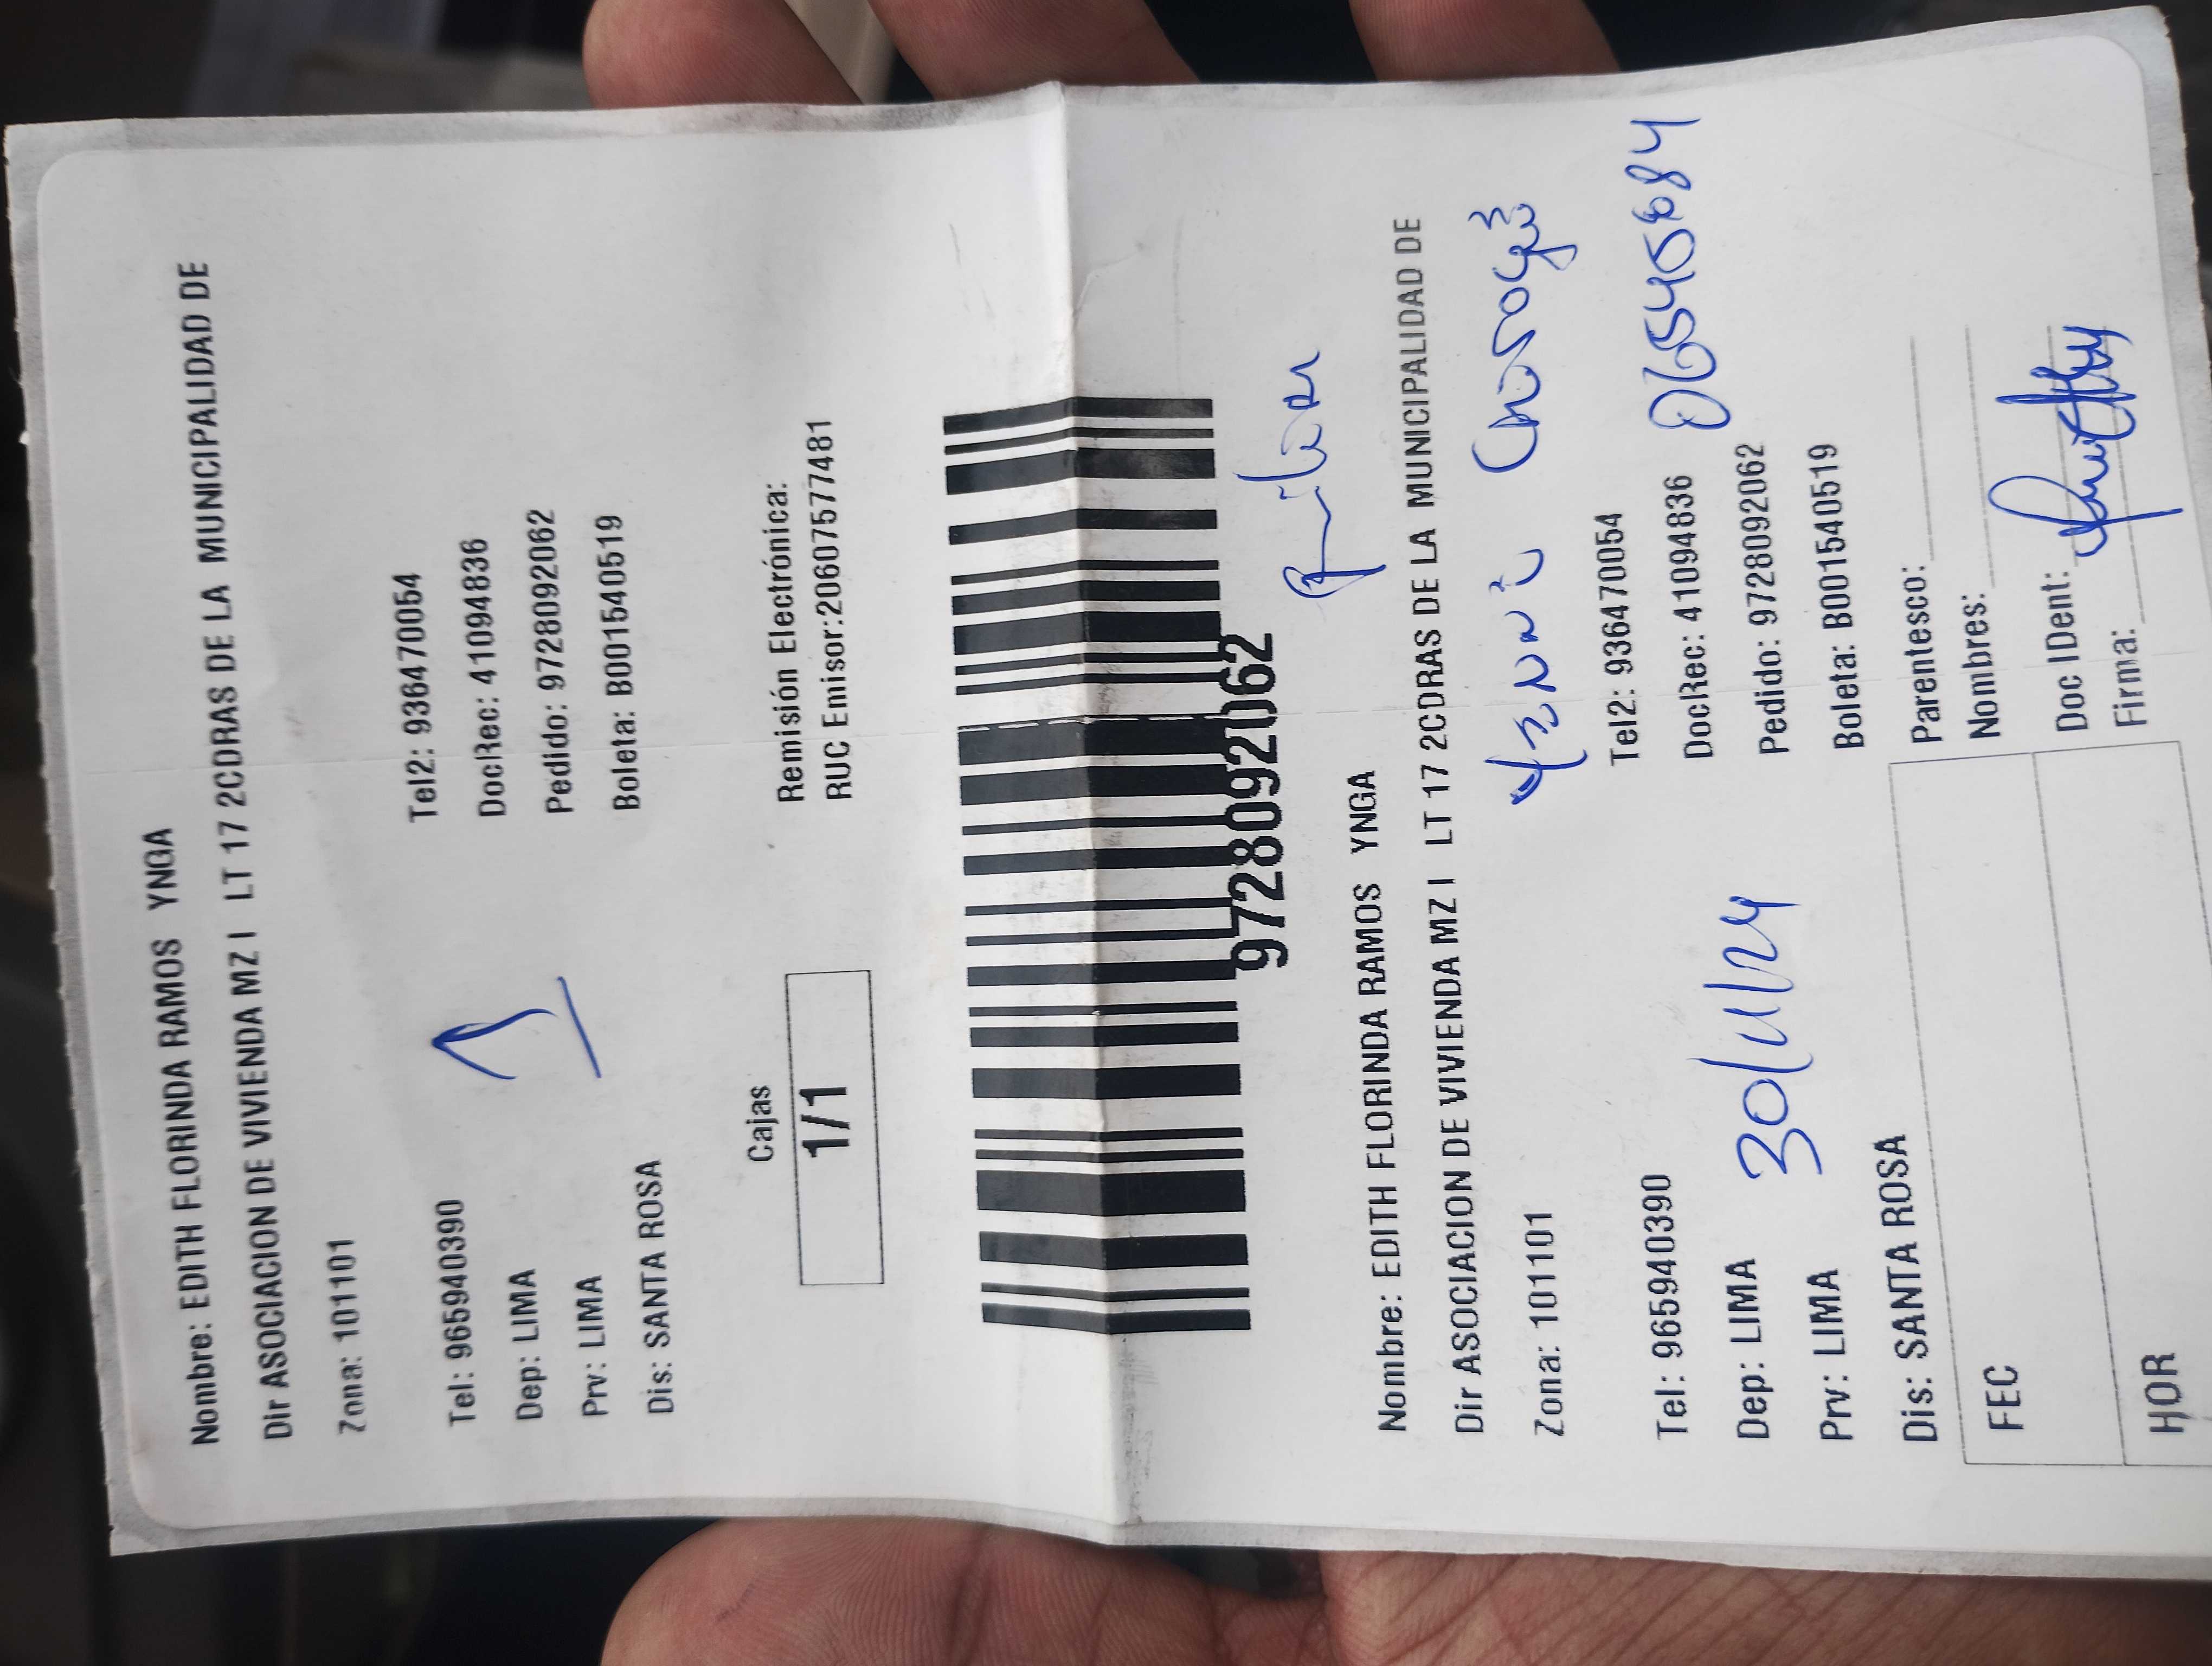 Nombre: EDITH FLORINDA RAMOS YNGA
Dir ASOCIACION DE VIVIENDA MZ I LT 17 2CDRAS DE LA MUNICIPALIDAD DE
Zona: 101101
Tel: 965940390
Tel2: 936470054
Dep: LIMA
DocRec: 41094836
Prv: LIMA
Pedido: 9728092062
Dis: SANTA ROSA
Boleta: B001540519
1
Cajas
1/1
Remisión Electrónica:
RUC Emisor:20607577481
9728092062
Nombre: EDITH FLORINDA RAMOS YNGA
Dir ASOCIACION DE VIVIENDA MZ I LT 17 2CDRAS DE LA MUNICIPALIDAD DE
Zona: 101101
Tel: 965940390
Tel2: 936470054
Dep: LIMA
DocRec: 41094836
Prv: LIMA
Pedido: 9728092062
Dis: SANTA ROSA
Boleta: B001540519
FEC
Parentesco:
Nombres:
HOR
Doc IDent:
Firma: